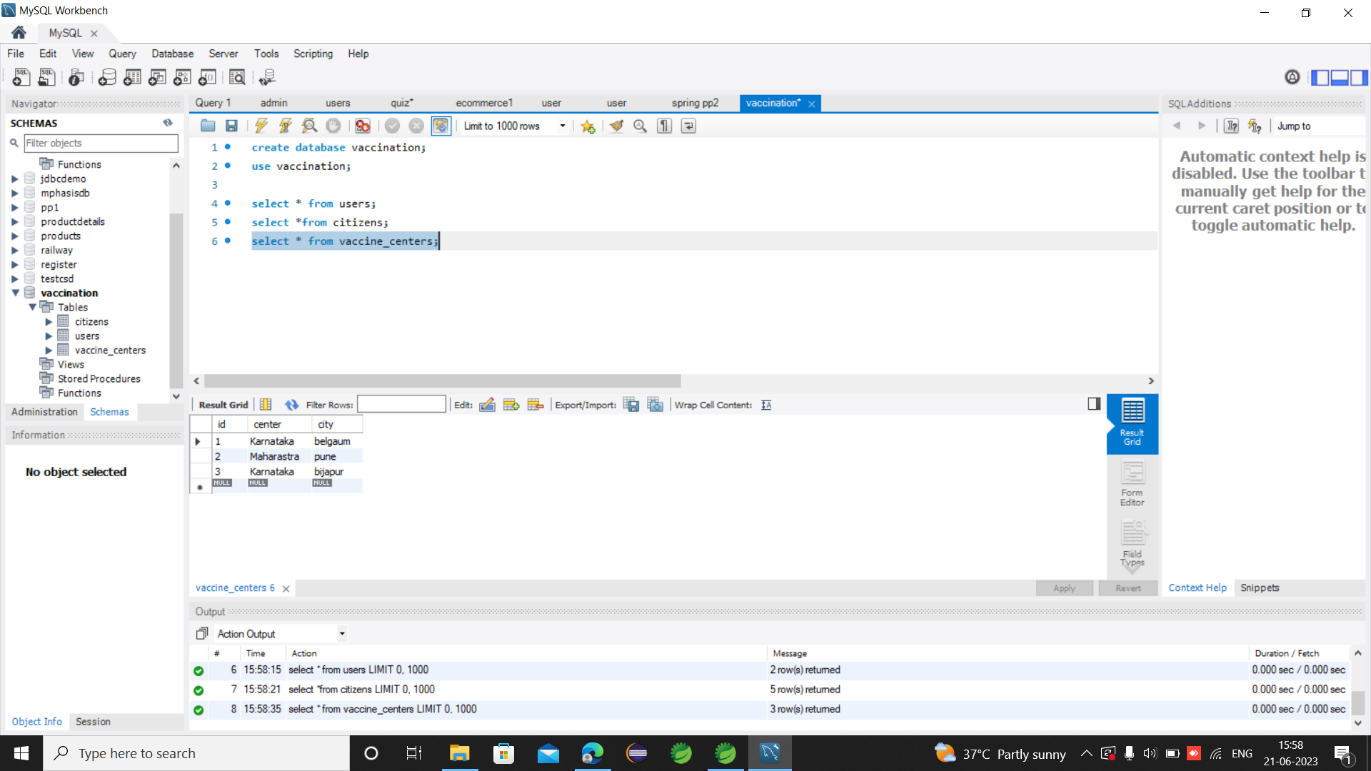 MySQL Workbench
MySQL
File Edit View Query Database Server Tools Scripting Help
Navigator
SCHEMAS
Filter objects
Functions
jdbcdemo
mphasisdb
pp1
productdetails
products
railway
register
testcsd
vaccination
Tables
citizens
users
vaccine_centers
Views
Stored Procedures
Functions
Administration Schemas
Information
No object selected
Object Info Session
Query 1 admin users quiz* ecommerce1 user user spring pp2 vaccination*
Limit to 1000 rows
1 create database vaccination;
2 use vaccination;
3
4 select * from users;
5 select *from citizens;
6 select * from vaccine_centers;
Result Grid Filter Rows: Edit: Export/Import: Wrap Cell Content:
id center city
1 Karnataka belgaum
2 Maharastra pune
3 Karnataka bijapur
NULL NULL NULL
Result
Grid
Form
Editor
Field
Types
vaccine_centers 6
Apply Revert
SQLAdditions
Jump to
Automatic context help is
disabled. Use the toolbar t
manually get help for the
current caret position or to
toggle automatic help.
Context Help Snippets
Output
Action Output
# Time Action Message Duration / Fetch
6 15:58:15 select * from users LIMIT 0, 1000 2 row(s) returned 0.000 sec / 0.000 sec
7 15:58:21 select *from citizens LIMIT 0, 1000 5 row(s) returned 0.000 sec / 0.000 sec
8 15:58:35 select * from vaccine_centers LIMIT 0, 1000 3 row(s) returned 0.000 sec / 0.000 sec
Type here to search
37°C Partly sunny
ENG
15:58
21-06-2023
1